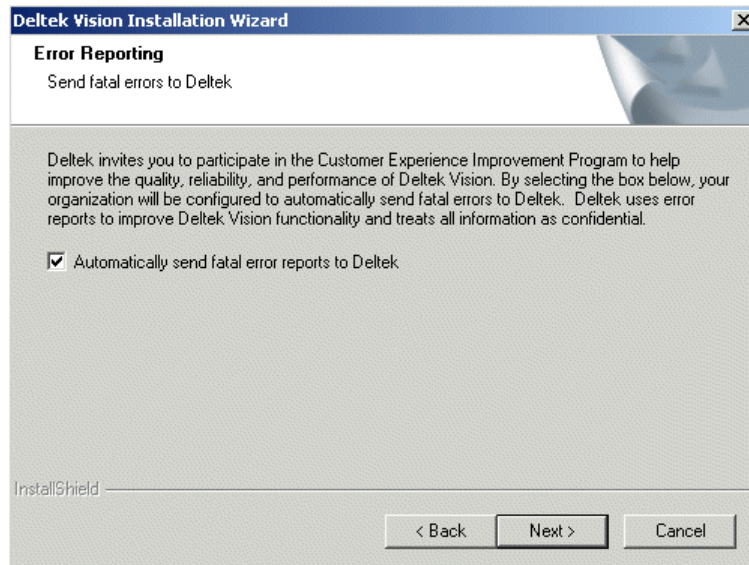 Deltek Vision Installation Wizard
Error Reporting
Send fatal errors to Deltek
Deltek invites you to participate in the Customer Experience Improvement Program to help
improve the quality, reliability, and performance of Deltek Vision. By selecting the box below, your
organization will be configured to automatically send fatal errors to Deltek. Deltek uses error
reports to improve Deltek Vision functionality and treats all information as confidential.
Automatically send fatal error reports to Deltek
InstallShield
< Back Next > Cancel